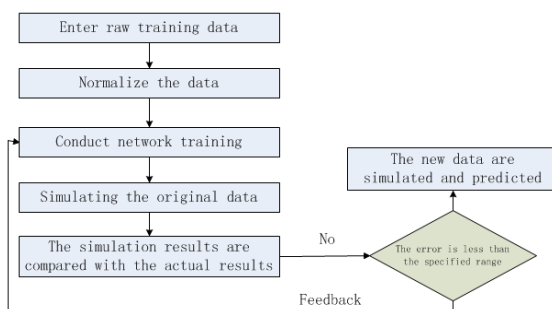 Enter raw training data
Normalize the data
Conduct network training
Simulating the original data
The simulation results are
compared with the actual results
No
The error is less than
the specified range
The new data are
simulated and predicted
Feedback